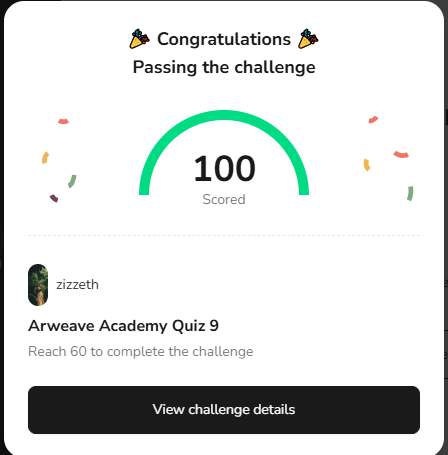 🎉 Congratulations 🎉
Passing the challenge
100
Scored
zizzeth
Arweave Academy Quiz 9
Reach 60 to complete the challenge
View challenge details